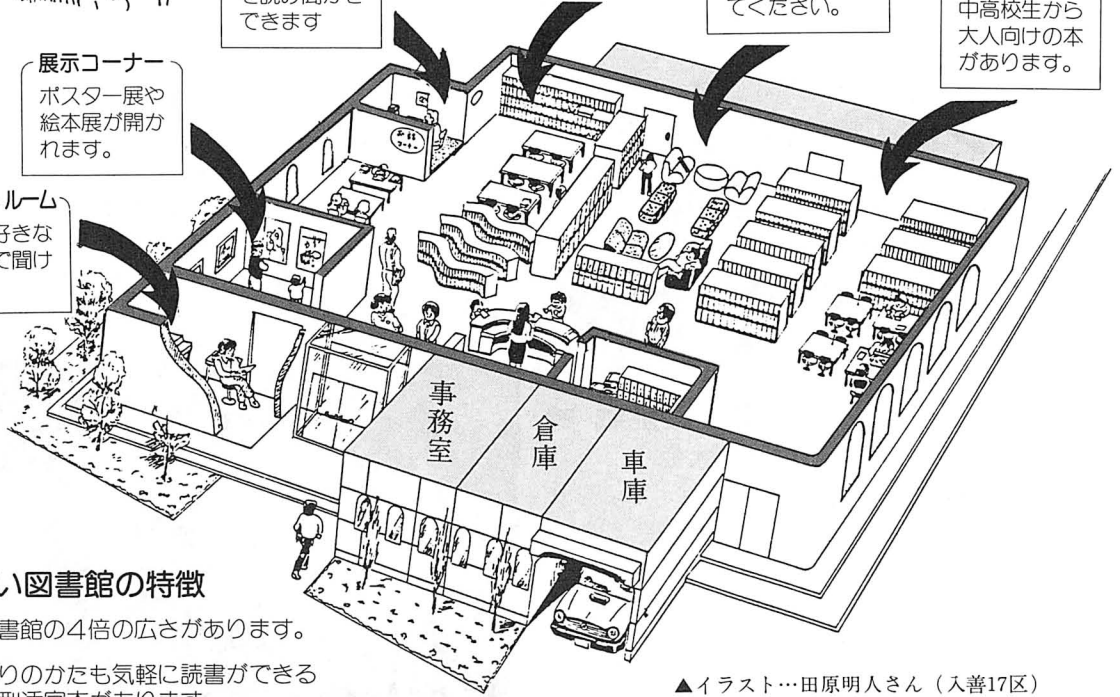 できます
てください。
中高校生から
大人向けの本
があります。
展示コーナー
ポスター展や
絵本展が開か
れます。
ルーム
好きな
で聞け
お話
コーナー
事務室
倉庫
車庫
い図書館の特徴
書館の4倍の広さがあります。
りのかたも気軽に読書ができる
▲イラスト…田原明人さん(入善17区)